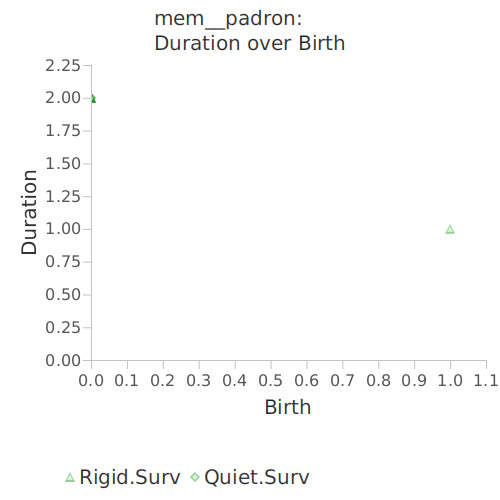 mem__padron:
Duration over Birth
2.25
2.00
1.75
1.50
1.25
1.00
0.75
0.50
0.25
0.00
Duration
0.0 0.1 0.2 0.3 0.4 0.5 0.6 0.7 0.8 0.9 1.0 1.1
Birth
Rigid.Surv Quiet.Surv